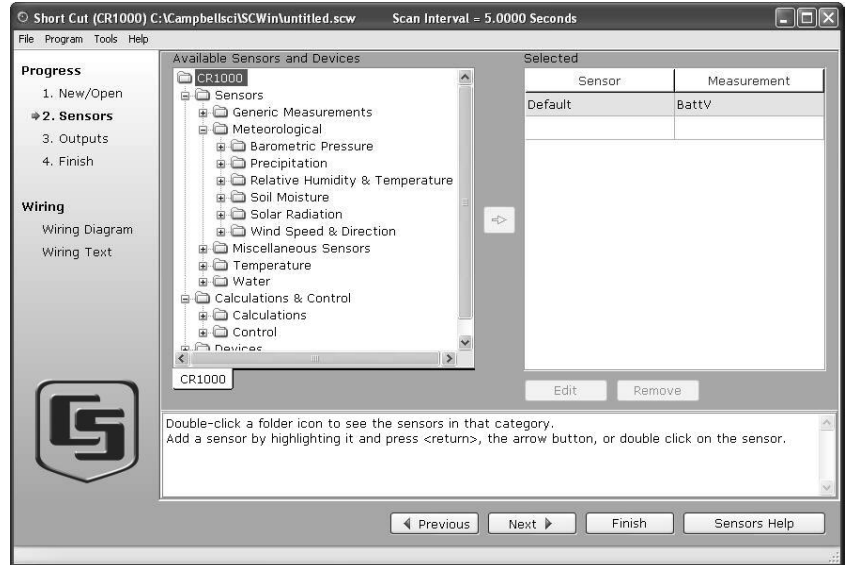 Short Cut (CR1000) C:\Campbellsci\SCWin\untitled.scw Scan Interval = 5.0000 Seconds
File Program Tools Help
Progress
1. New/Open
2. Sensors
3. Outputs
4. Finish
Wiring
Wiring Diagram
Wiring Text
Available Sensors and Devices
CR1000
Sensors
Generic Measurements
Meteorological
Barometric Pressure
Precipitation
Relative Humidity & Temperature
Soil Moisture
Solar Radiation
Wind Speed & Direction
Miscellaneous Sensors
Temperature
Water
Calculations & Control
Calculations
Control
Devices
CR1000
Selected
Sensor Measurement
Default BattV
Edit Remove
Double-click a folder icon to see the sensors in that category.
Add a sensor by highlighting it and press <return>, the arrow button, or double click on the sensor.
Previous Next Finish Sensors Help